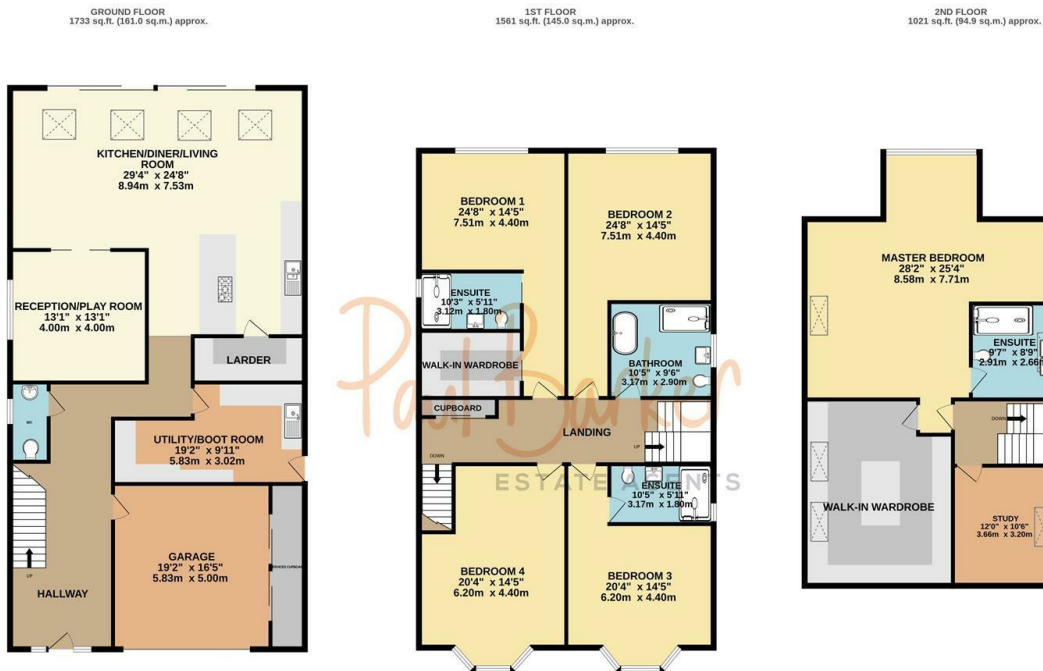 GROUND FLOOR
1733 sq.ft. (161.0 sq.m.) approx.
KITCHEN/DINER/LIVING
ROOM
29'4" x 24'8"
8.94m x 7.53m
RECEPTION/PLAY ROOM
13'1" x 13'1"
4.00m x 4.00m
LARDER
WC
UTILITY/BOOT ROOM
19'2" x 9'11"
5.83m x 3.02m
GARAGE
19'2" x 16'5"
5.83m x 5.00m
UP
HALLWAY
1ST FLOOR
1561 sq.ft. (145.0 sq.m.) approx.
BEDROOM 1
24'8" x 14'5"
7.51m x 4.40m
BEDROOM 2
24'8" x 14'5"
7.51m x 4.40m
ENSUITE
10'3" x 5'11"
3.12m x 1.80m
WALK-IN WARDROBE
BATHROOM
10'5" x 9'6"
3.17m x 2.90m
CUPBOARD
LANDING
DOWN
UP
ENSUITE
10'5" x 5'11"
3.17m x 1.80m
BEDROOM 4
20'4" x 14'5"
6.20m x 4.40m
BEDROOM 3
20'4" x 14'5"
6.20m x 4.40m
Paul Barker
ESTATE AGENTS
2ND FLOOR
1021 sq.ft. (94.9 sq.m.) approx.
MASTER BEDROOM
28'2" x 25'4"
8.58m x 7.71m
ENSUITE
9'7" x 8'9"
2.91m x 2.66m
DOWN
WALK-IN WARDROBE
STUDY
12'0" x 10'6"
3.66m x 3.20m